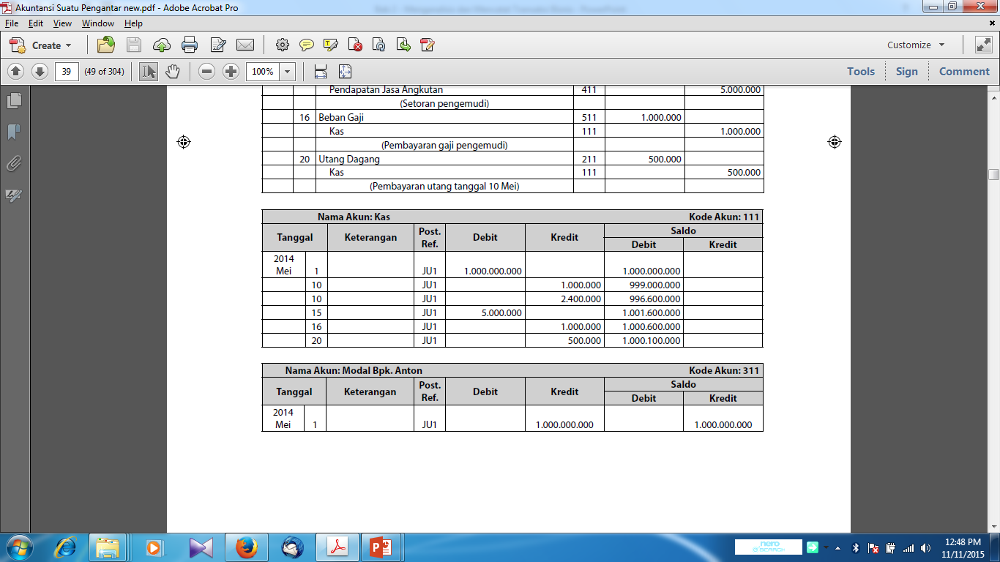 Akuntansi Suatu Pengantar new.pdf - Adobe Acrobat Pro
File Edit View Window Help
Create Customize
39 (49 of 304) 100% Tools Sign Comment
Pendapatan Jasa Angkutan 411 5.000.000
(Setoran pengemudi)
16 Beban Gaji 511 1.000.000
Kas 111 1.000.000
(Pembayaran gaji pengemudi)
20 Utang Dagang 211 500.000
Kas 111 500.000
(Pembayaran utang tanggal 10 Mei)
Nama Akun: Kas Kode Akun: 111
Tanggal Keterangan Post. Ref. Debit Kredit Saldo
Debit Kredit
2014
Mei 1 JU1 1.000.000.000 1.000.000.000
10 JU1 1.000.000 999.000.000
10 JU1 2.400.000 996.600.000
15 JU1 5.000.000 1.001.600.000
16 JU1 1.000.000 1.000.600.000
20 JU1 500.000 1.000.100.000
Nama Akun: Modal Bpk. Anton Kode Akun: 311
Tanggal Keterangan Post. Ref. Debit Kredit Saldo
Debit Kredit
2014
Mei 1 JU1 1.000.000.000 1.000.000.000
nero
SEARCH
12:48 PM
11/11/2015